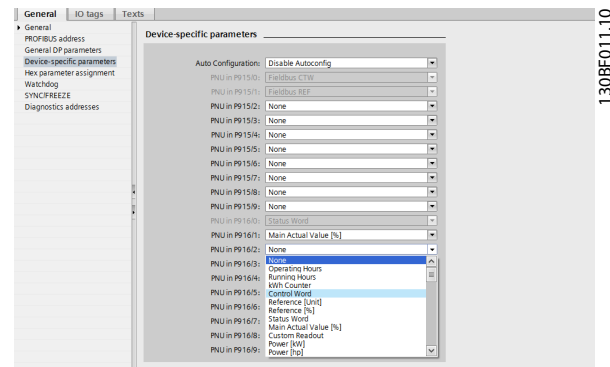 General IO tags Texts
General
PROFIBUS address
General DP parameters
Device-specific parameters
Hex parameter assignment
Watchdog
SYNC/FREEZE
Diagnostics addresses
Device-specific parameters
Auto Configuration: Disable Autoconfig
PNU in P915/0: Fieldbus CTW
PNU in P915/1: Fieldbus REF
PNU in P915/2: None
PNU in P915/3: None
PNU in P915/4: None
PNU in P915/5: None
PNU in P915/6: None
PNU in P915/7: None
PNU in P915/8: None
PNU in P915/9: None
PNU in P916/0: Status Word
PNU in P916/1: Main Actual Value [%]
PNU in P916/2: None
PNU in P916/3:
PNU in P916/4:
PNU in P916/5:
PNU in P916/6:
PNU in P916/7:
PNU in P916/8:
PNU in P916/9:
None
Operating Hours
Running Hours
kWh Counter
Control Word
Reference [Unit]
Reference [%]
Status Word
Main Actual Value [%]
Custom Readout
Power [kW]
Power [hp]
130BF011.10